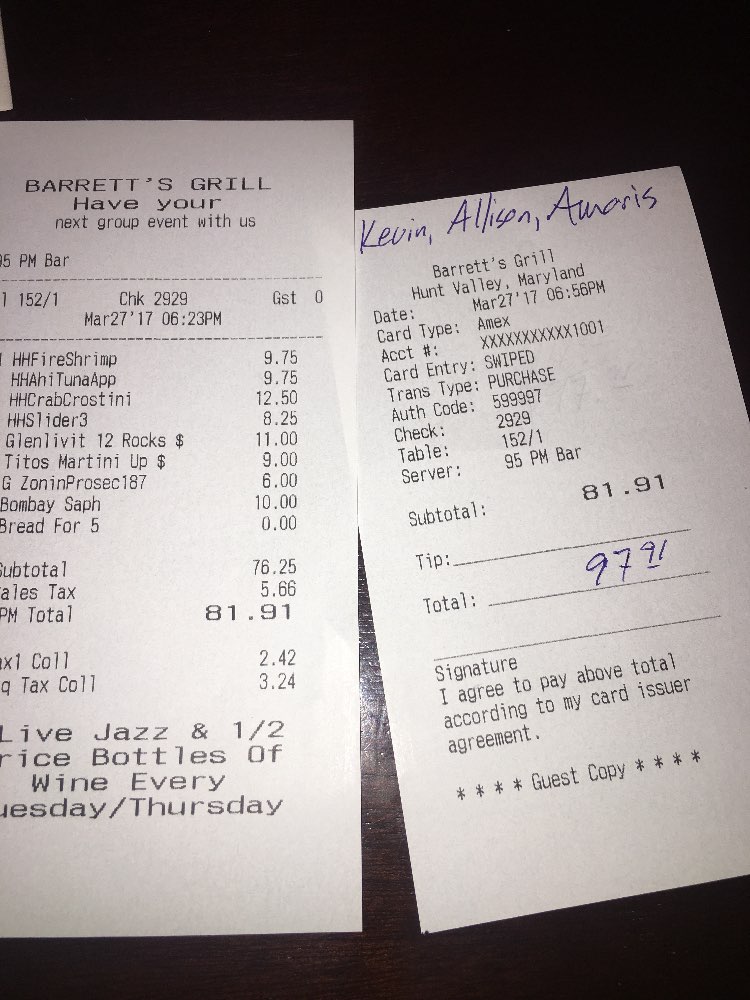 BARRETT'S GRILL
Have your
next group event with us
95 PM Bar
152/1 Chk 2929 Gst 0
Mar27'17 06:23PM
HHFireShrimp 9.75
HHAhiTunaApp 9.75
HHCrabCrostini 12.50
HHSlider3 8.25
Glenlivit 12 Rocks $ 11.00
Titos Martini Up $ 9.00
G ZoninProsec187 6.00
Bombay Saph 10.00
Bread For 5 0.00
Subtotal 76.25
ales Tax 5.66
PM Total 81.91
ax1 Coll 2.42
q Tax Coll 3.24
Live Jazz & 1/2
rice Bottles Of
Wine Every
uesday/Thursday
Kevin, Allison, Amaris
Barrett's Grill
Hunt Valley, Maryland
Date: Mar27'17 06:56PM
Card Type: Amex
Acct #: XXXXXXXXXXX1001
Card Entry: SWIPED
Trans Type: PURCHASE
Auth Code: 599997
Check: 2929
Table: 152/1
Server: 95 PM Bar
Subtotal: 81.91
Tip:
Total: 97.91
Signature
I agree to pay above total
according to my card issuer
agreement.
* * * * Guest Copy * * * *